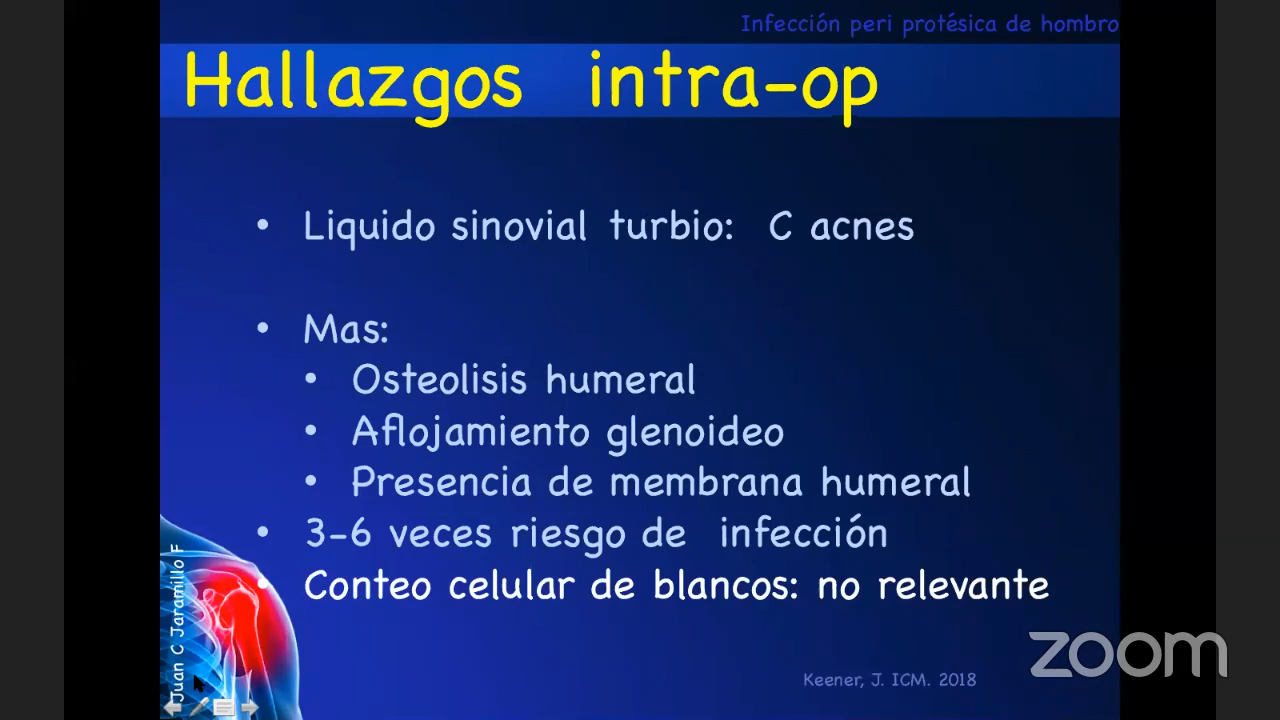 Infección peri protésica de hombro
Hallazgos intra-op
• Liquido sinovial turbio: C acnes
• Mas:
• Osteolisis humeral
• Aflojamiento glenoideo
• Presencia de membrana humeral
• 3-6 veces riesgo de infección
• Conteo celular de blancos: no relevante
Juan C Jaramillo F
zoom
Keener, J. ICM. 2018